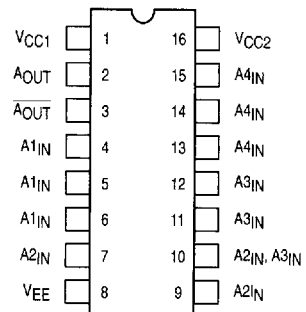 VCC1 1 16 VCC2
AOUT 2 15 A4IN
A̅O̅U̅T̅ 3 14 A4IN
A1IN 4 13 A4IN
A1IN 5 12 A3IN
A1IN 6 11 A3IN
A2IN 7 10 A2IN, A3IN
VEE 8 9 A2IN